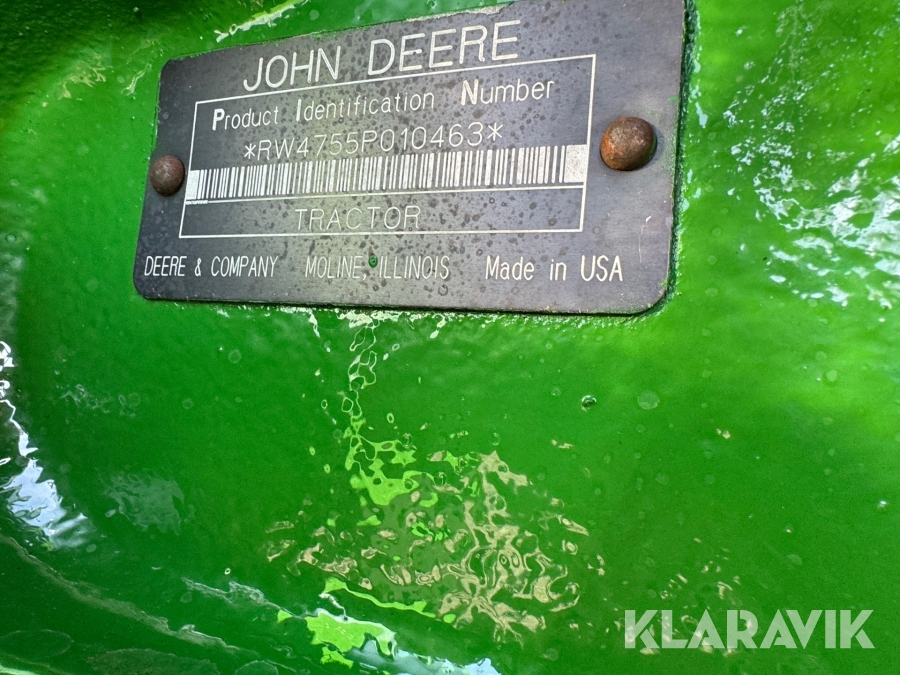 JOHN DEERE
Product Identification Number
*RW4755P010463*
TRACTOR
DEERE & COMPANY MOLINE, ILLINOIS Made in USA
KLARAVIK